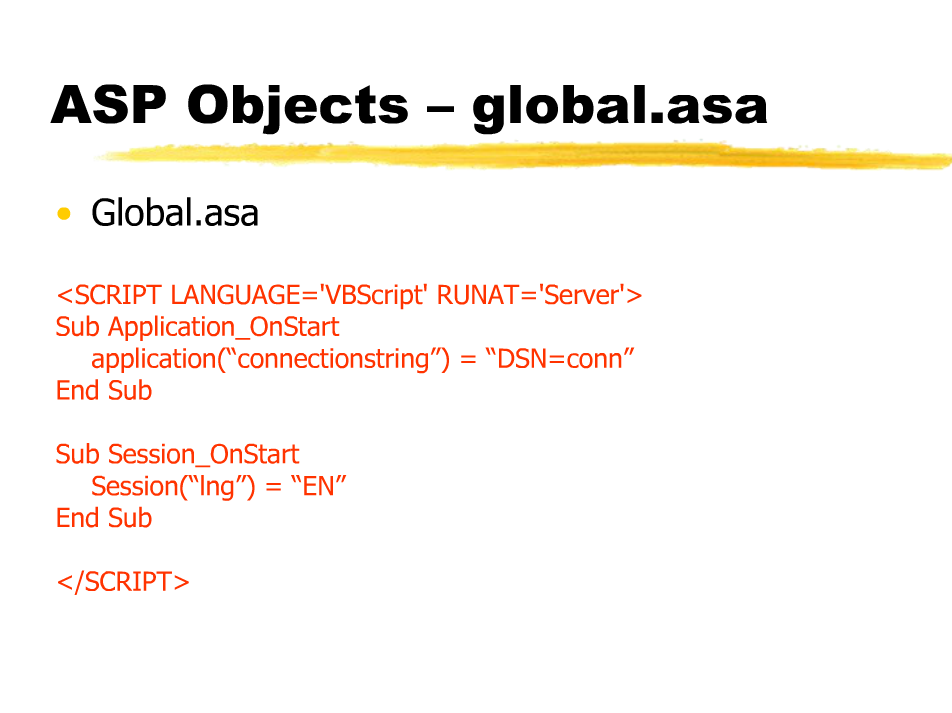 ASP Objects – global.asa
• Global.asa
<SCRIPT LANGUAGE='VBScript' RUNAT='Server'>
Sub Application_OnStart
application(“connectionstring”) = “DSN=conn”
End Sub
Sub Session_OnStart
Session(“lng”) = “EN”
End Sub
</SCRIPT>